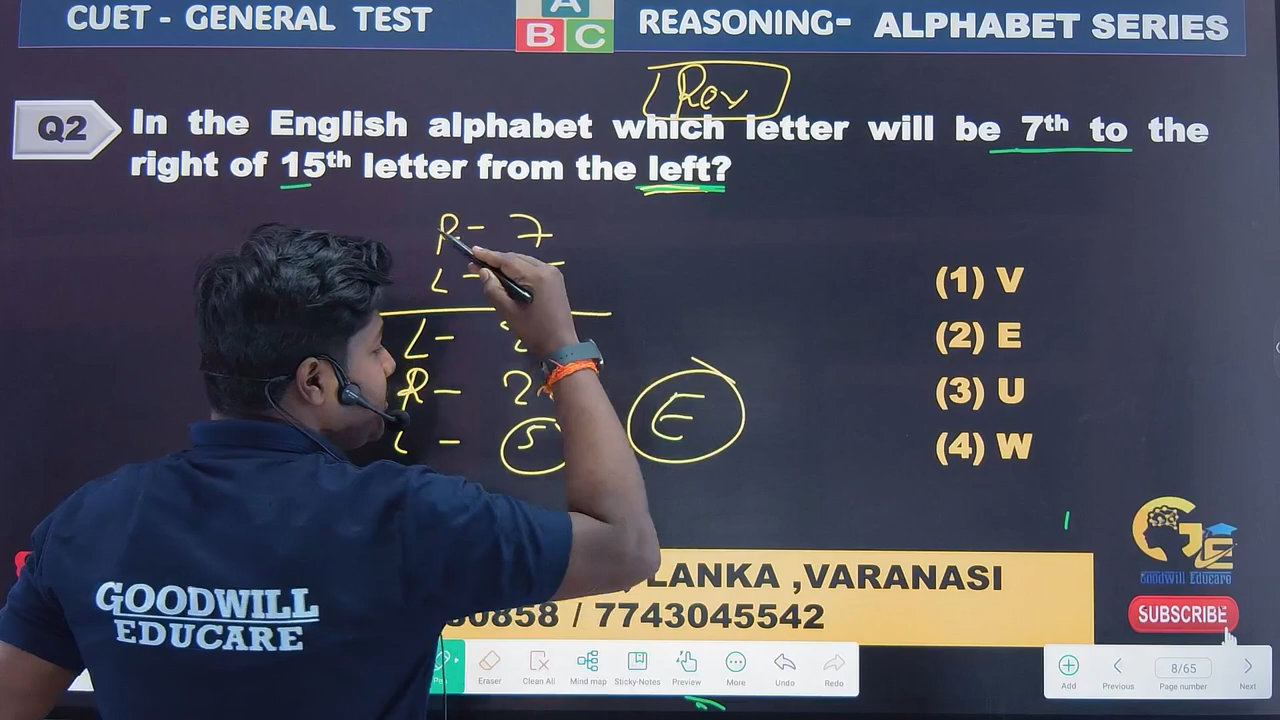 CUET - GENERAL TEST
A
B C
REASONING- ALPHABET SERIES
Rev
Q2
In the English alphabet which letter will be 7th to the
right of 15th letter from the left?
R- 7
L-
L-
R- 2
L - 5
E
(1) V
(2) E
(3) U
(4) W
GE
Goodwill Educare
SUBSCRIBE
LANKA ,VARANASI
0858 / 7743045542
GOODWILL
EDUCARE
Pen
Eraser
Clean All
Mind map
Sticky-Notes
Preview
More
Undo
Redo
Add
Previous
8/65
Page number
Next